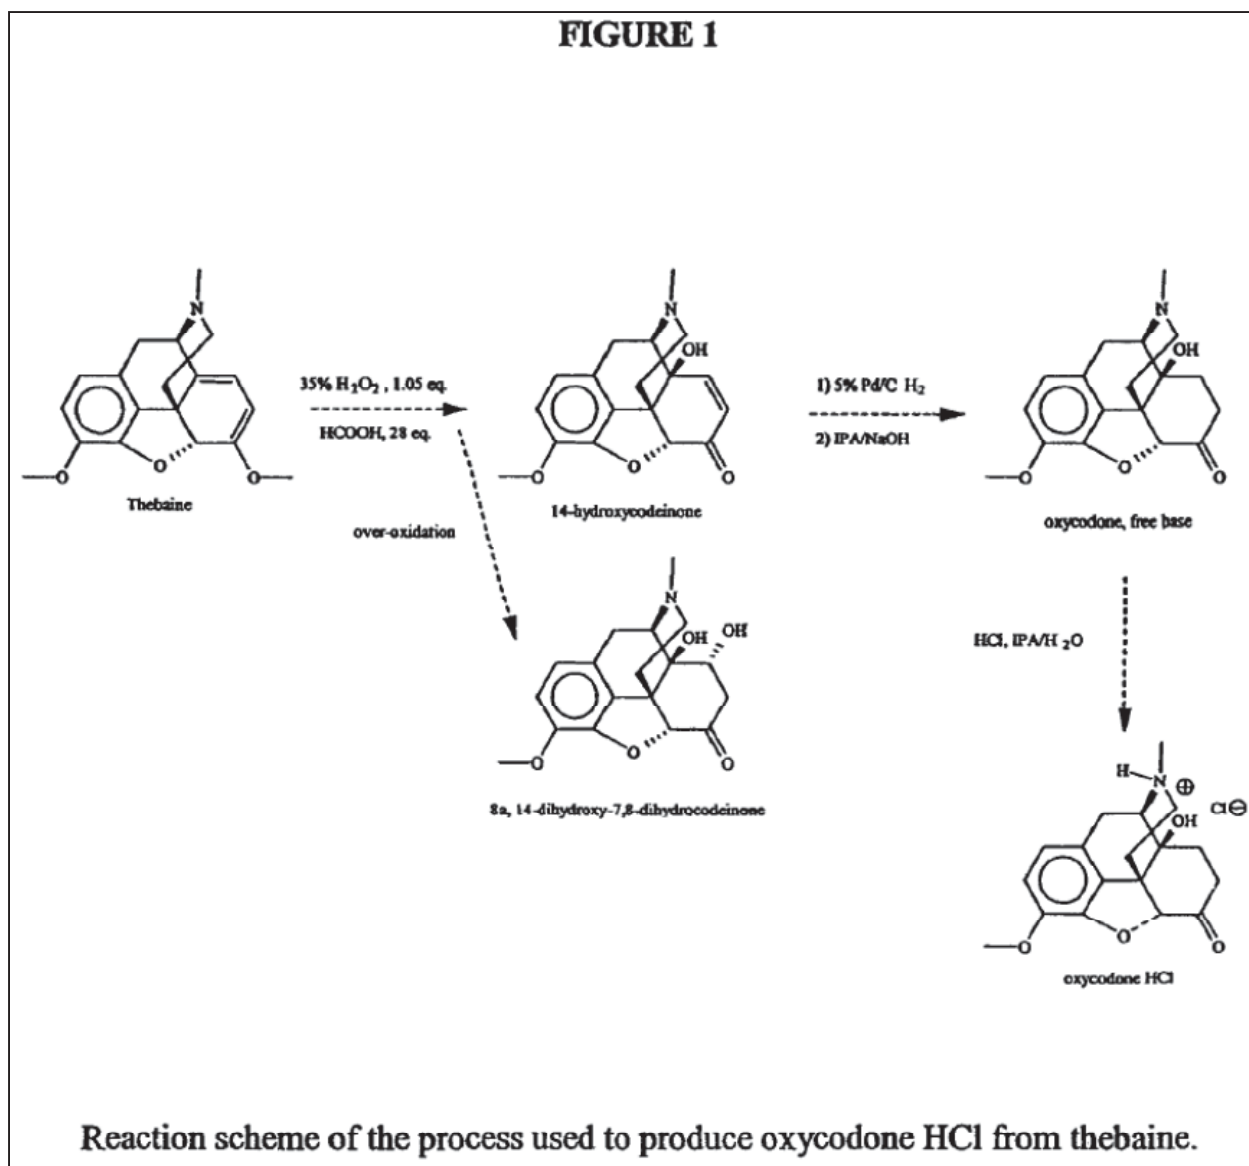 FIGURE 1
N
O
O
O
Thebaine
35% H₂O₂ , 1.05 eq.
HCOOH, 28 eq.
over-oxidation
N
OH
O
O
O
14-hydroxycodeinone
1) 5% Pd/C H₂
2) IPA/NaOH
N
OH
O
O
O
oxycodone, free base
N
OH
OH
O
O
O
8a, 14-dihydroxy-7,8-dihydrocodeinone
HCl, IPA/H ₂O
H
N
⊕
OH
Cl⊖
O
O
O
oxycodone HCl
Reaction scheme of the process used to produce oxycodone HCl from thebaine.